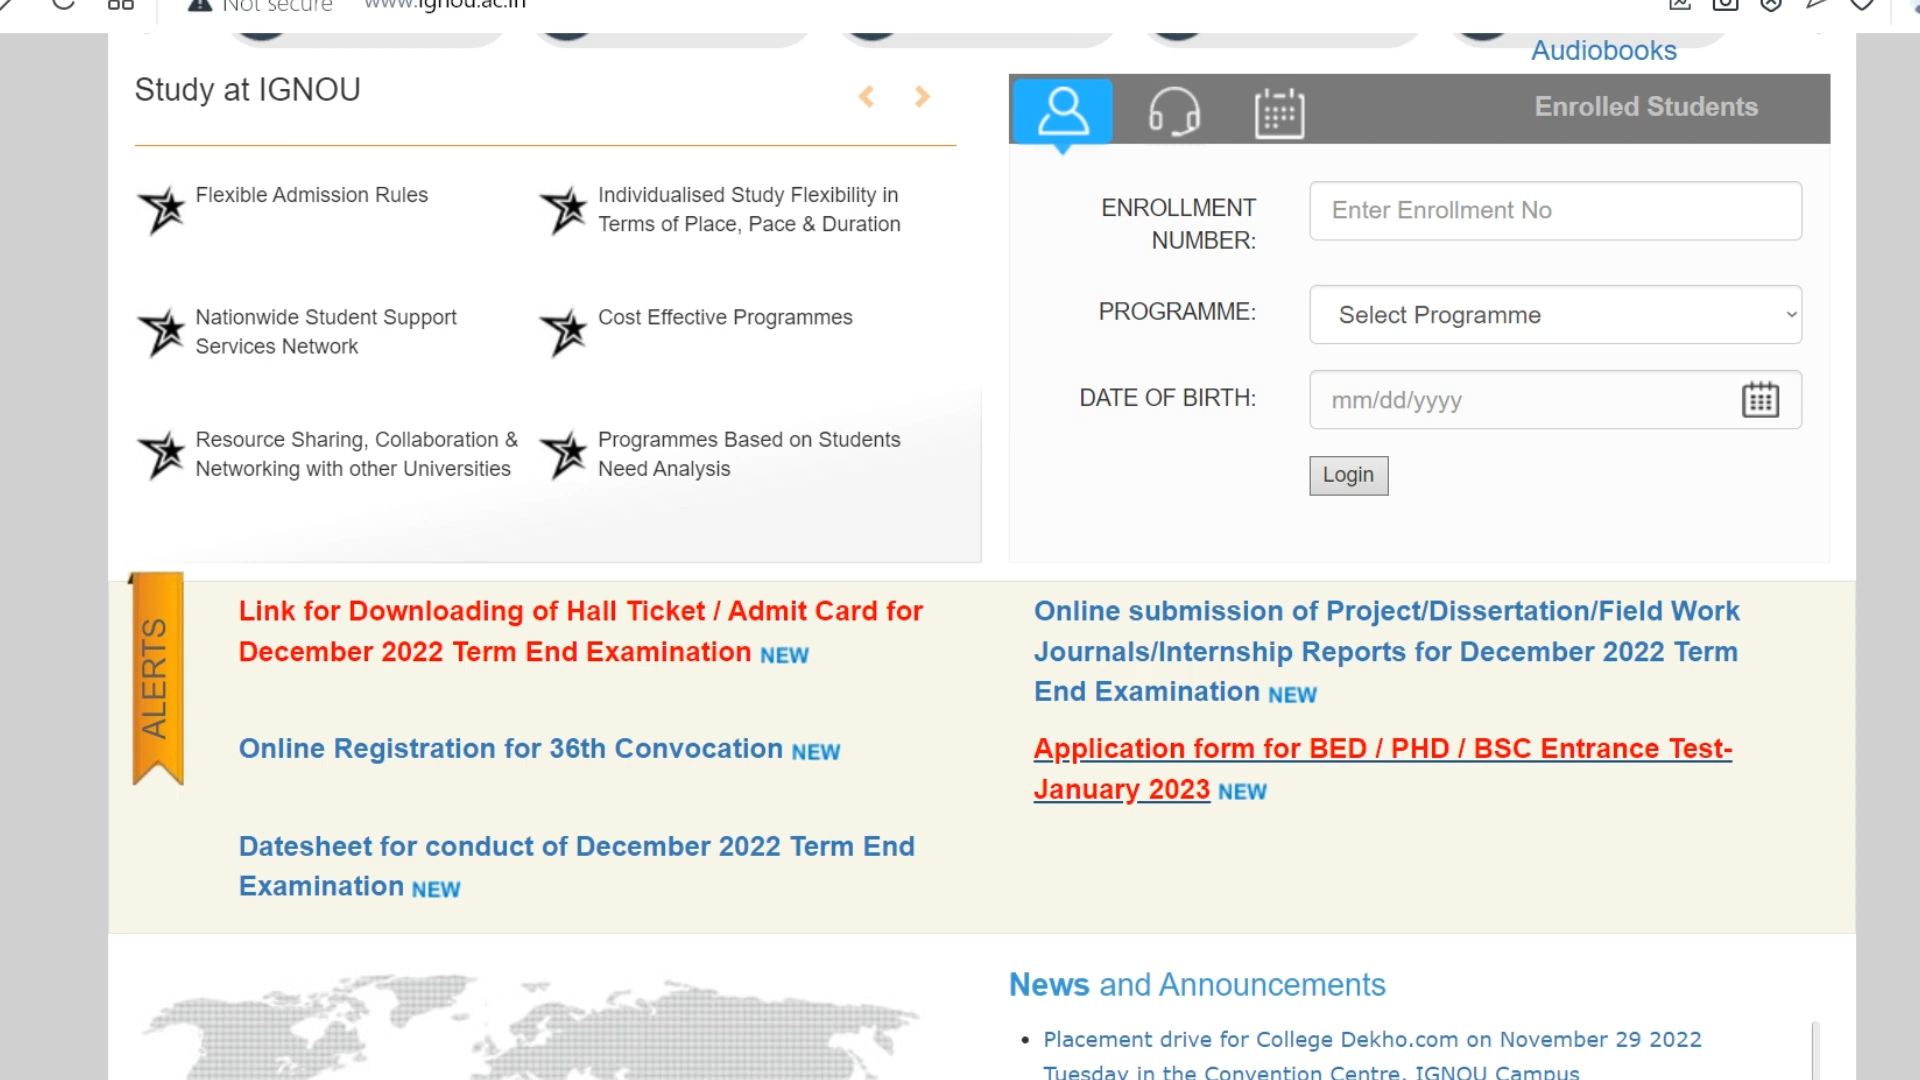 Not secure www.ignou.ac.in
Audiobooks
Study at IGNOU
Flexible Admission Rules
Individualised Study Flexibility in
Terms of Place, Pace & Duration
Nationwide Student Support
Services Network
Cost Effective Programmes
Resource Sharing, Collaboration &
Networking with other Universities
Programmes Based on Students
Need Analysis
Enrolled Students
ENROLLMENT
NUMBER:
Enter Enrollment No
PROGRAMME:
Select Programme
DATE OF BIRTH:
mm/dd/yyyy
Login
ALERTS
Link for Downloading of Hall Ticket / Admit Card for
December 2022 Term End Examination NEW
Online Registration for 36th Convocation NEW
Datesheet for conduct of December 2022 Term End
Examination NEW
Online submission of Project/Dissertation/Field Work
Journals/Internship Reports for December 2022 Term
End Examination NEW
Application form for BED / PHD / BSC Entrance Test-
January 2023 NEW
News and Announcements
Placement drive for College Dekho.com on November 29 2022
Tuesday in the Convention Centre, IGNOU Campus